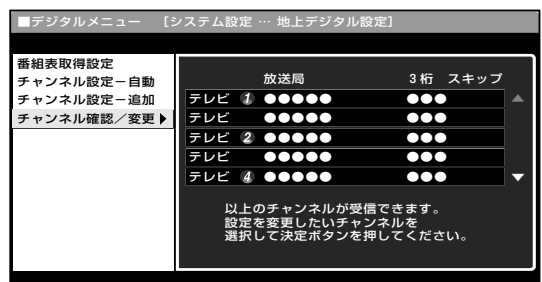 ■デジタルメニュー [システム設定 … 地上デジタル設定]
番組表取得設定
チャンネル設定－自動
チャンネル設定－追加
チャンネル確認／変更▶
放送局 3桁 スキップ
テレビ 1 ●●●●● ●●● ▲
テレビ ●●●●● ●●●
テレビ 2 ●●●●● ●●●
テレビ ●●●●● ●●●
テレビ 4 ●●●●● ●●● ▼
以上のチャンネルが受信できます。
設定を変更したいチャンネルを
選択して決定ボタンを押してください。